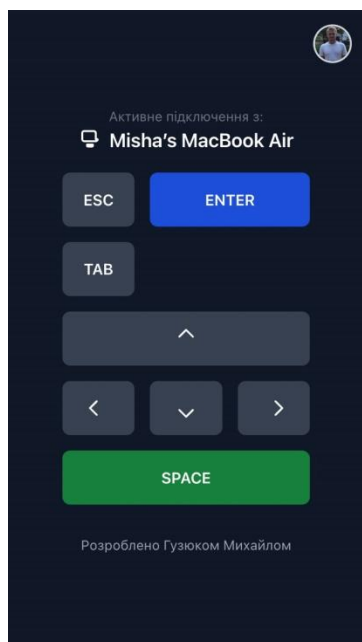 Активне підключення з:
Misha’s MacBook Air
ESC
ENTER
TAB
SPACE
Розроблено Гузюком Михайлом